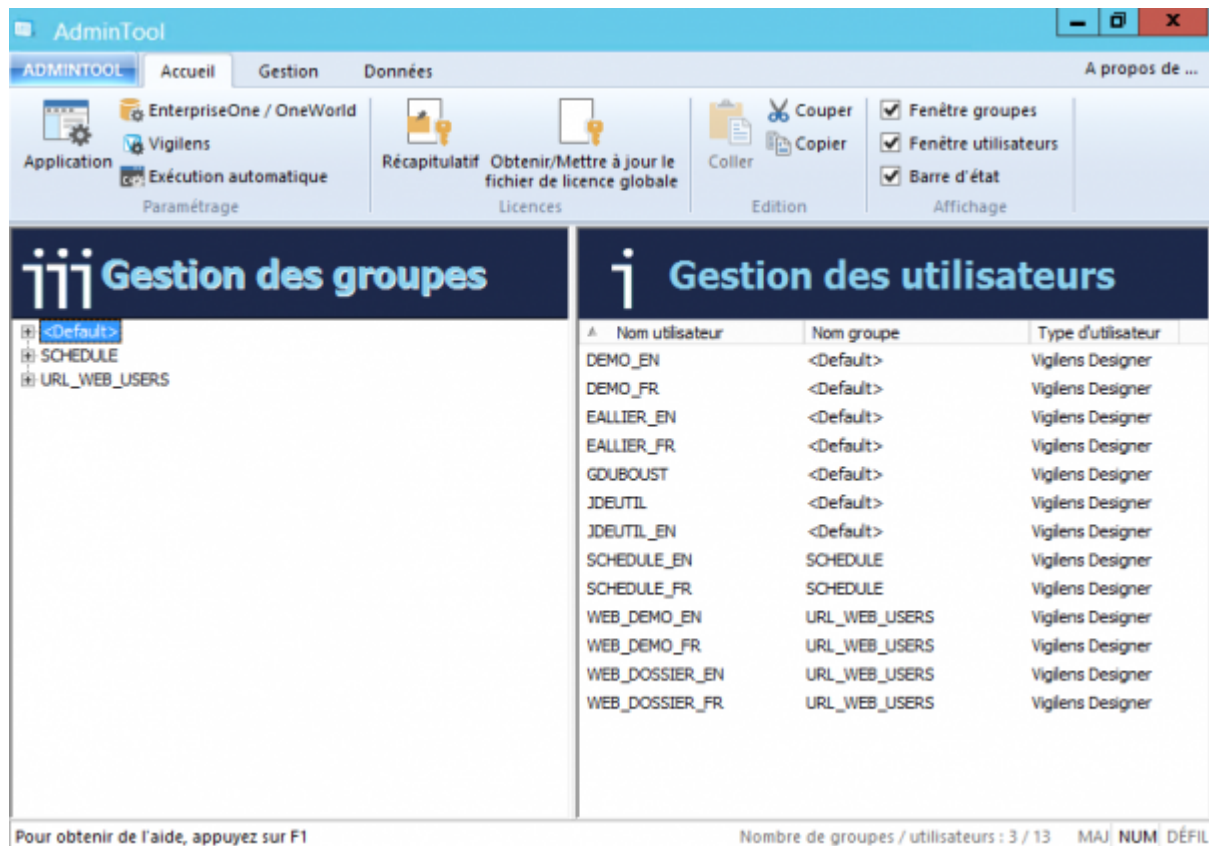 AdminTool
ADMINTOOL Accueil Gestion Données A propos de ...
Application
EnterpriseOne / OneWorld
Vigilens
Exécution automatique
Paramétrage
Récapitulatif
Obtenir/Mettre à jour le
fichier de licence globale
Licences
Coller
Couper
Copier
Edition
Fenêtre groupes
Fenêtre utilisateurs
Barre d'état
Affichage
Gestion des groupes
<Default>
SCHEDULE
URL_WEB_USERS
Gestion des utilisateurs
Nom utilisateur Nom groupe Type d'utilisateur
DEMO_EN <Default> Vigilens Designer
DEMO_FR <Default> Vigilens Designer
EALLIER_EN <Default> Vigilens Designer
EALLIER_FR <Default> Vigilens Designer
GDUBOUST <Default> Vigilens Designer
JDEUTIL <Default> Vigilens Designer
JDEUTIL_EN <Default> Vigilens Designer
SCHEDULE_EN SCHEDULE Vigilens Designer
SCHEDULE_FR SCHEDULE Vigilens Designer
WEB_DEMO_EN URL_WEB_USERS Vigilens Designer
WEB_DEMO_FR URL_WEB_USERS Vigilens Designer
WEB_DOSSIER_EN URL_WEB_USERS Vigilens Designer
WEB_DOSSIER_FR URL_WEB_USERS Vigilens Designer
Pour obtenir de l'aide, appuyez sur F1 Nombre de groupes / utilisateurs : 3 / 13 MAJ NUM DÉFIL